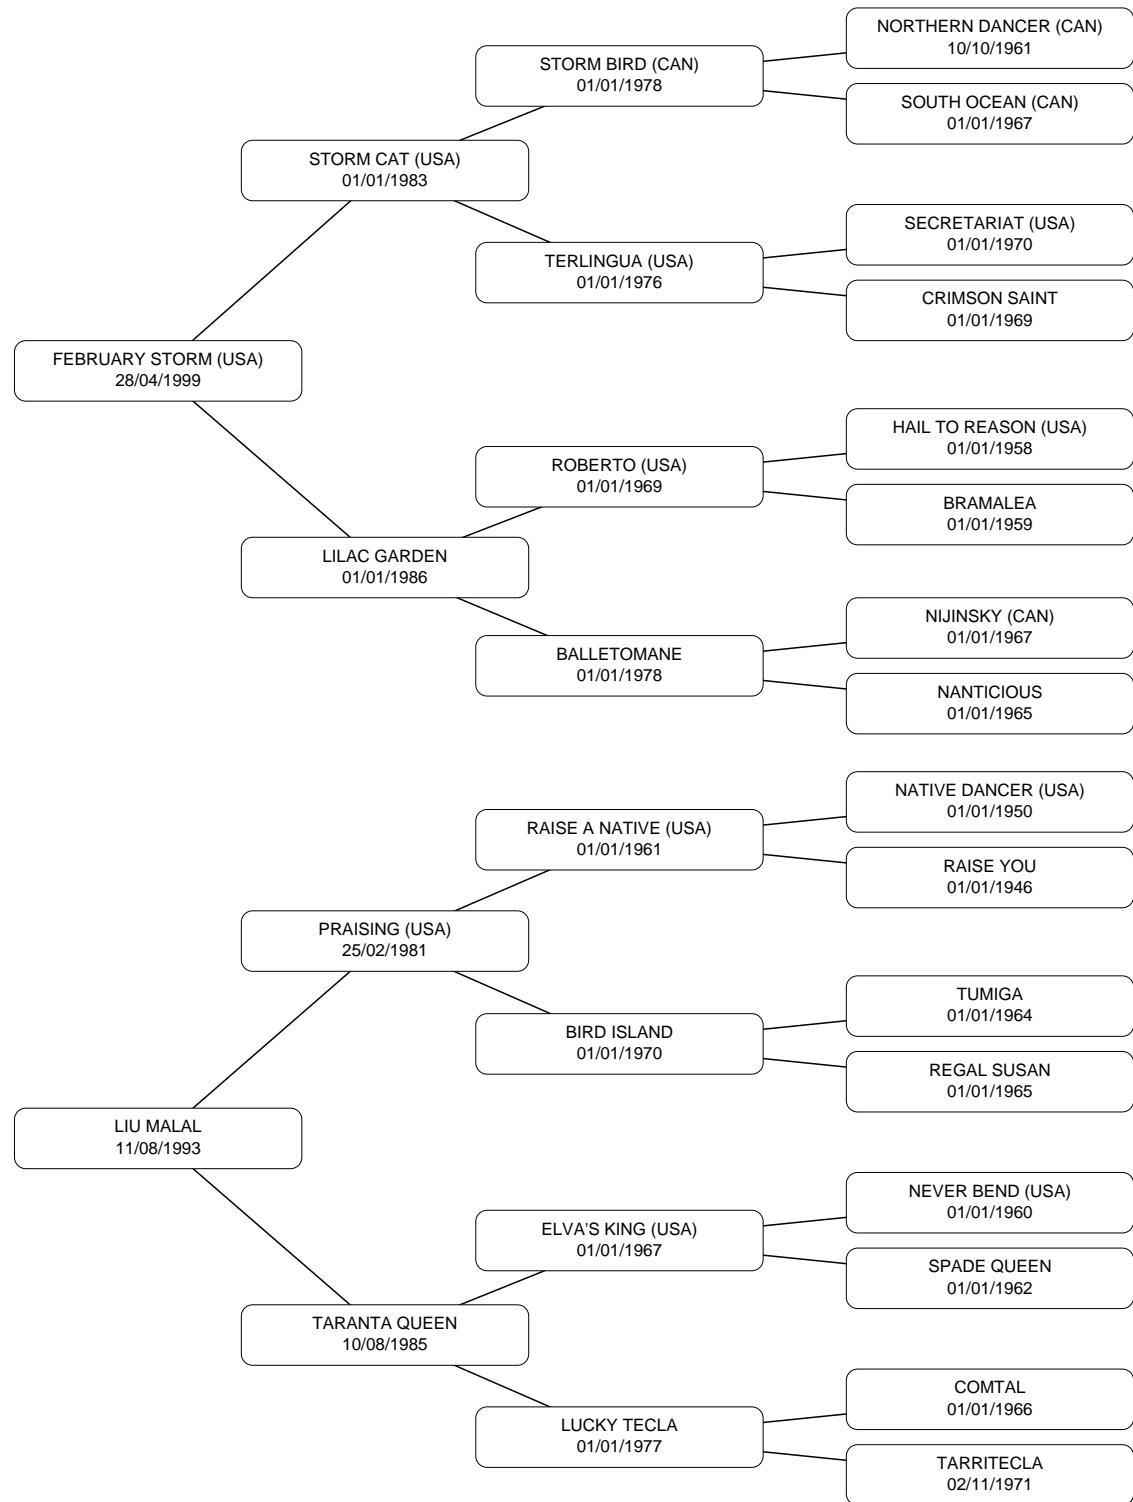 NORTHERN DANCER (CAN)
10/10/1961
STORM BIRD (CAN)
01/01/1978
SOUTH OCEAN (CAN)
01/01/1967
STORM CAT (USA)
01/01/1983
SECRETARIAT (USA)
01/01/1970
TERLINGUA (USA)
01/01/1976
CRIMSON SAINT
01/01/1969
FEBRUARY STORM (USA)
28/04/1999
HAIL TO REASON (USA)
01/01/1958
ROBERTO (USA)
01/01/1969
BRAMALEA
01/01/1959
LILAC GARDEN
01/01/1986
NIJINSKY (CAN)
01/01/1967
BALLETOMANE
01/01/1978
NANTICIOUS
01/01/1965
NATIVE DANCER (USA)
01/01/1950
RAISE A NATIVE (USA)
01/01/1961
RAISE YOU
01/01/1946
PRAISING (USA)
25/02/1981
TUMIGA
01/01/1964
BIRD ISLAND
01/01/1970
REGAL SUSAN
01/01/1965
LIU MALAL
11/08/1993
NEVER BEND (USA)
01/01/1960
ELVA'S KING (USA)
01/01/1967
SPADE QUEEN
01/01/1962
TARANTA QUEEN
10/08/1985
COMTAL
01/01/1966
LUCKY TECLA
01/01/1977
TARRITECLA
02/11/1971